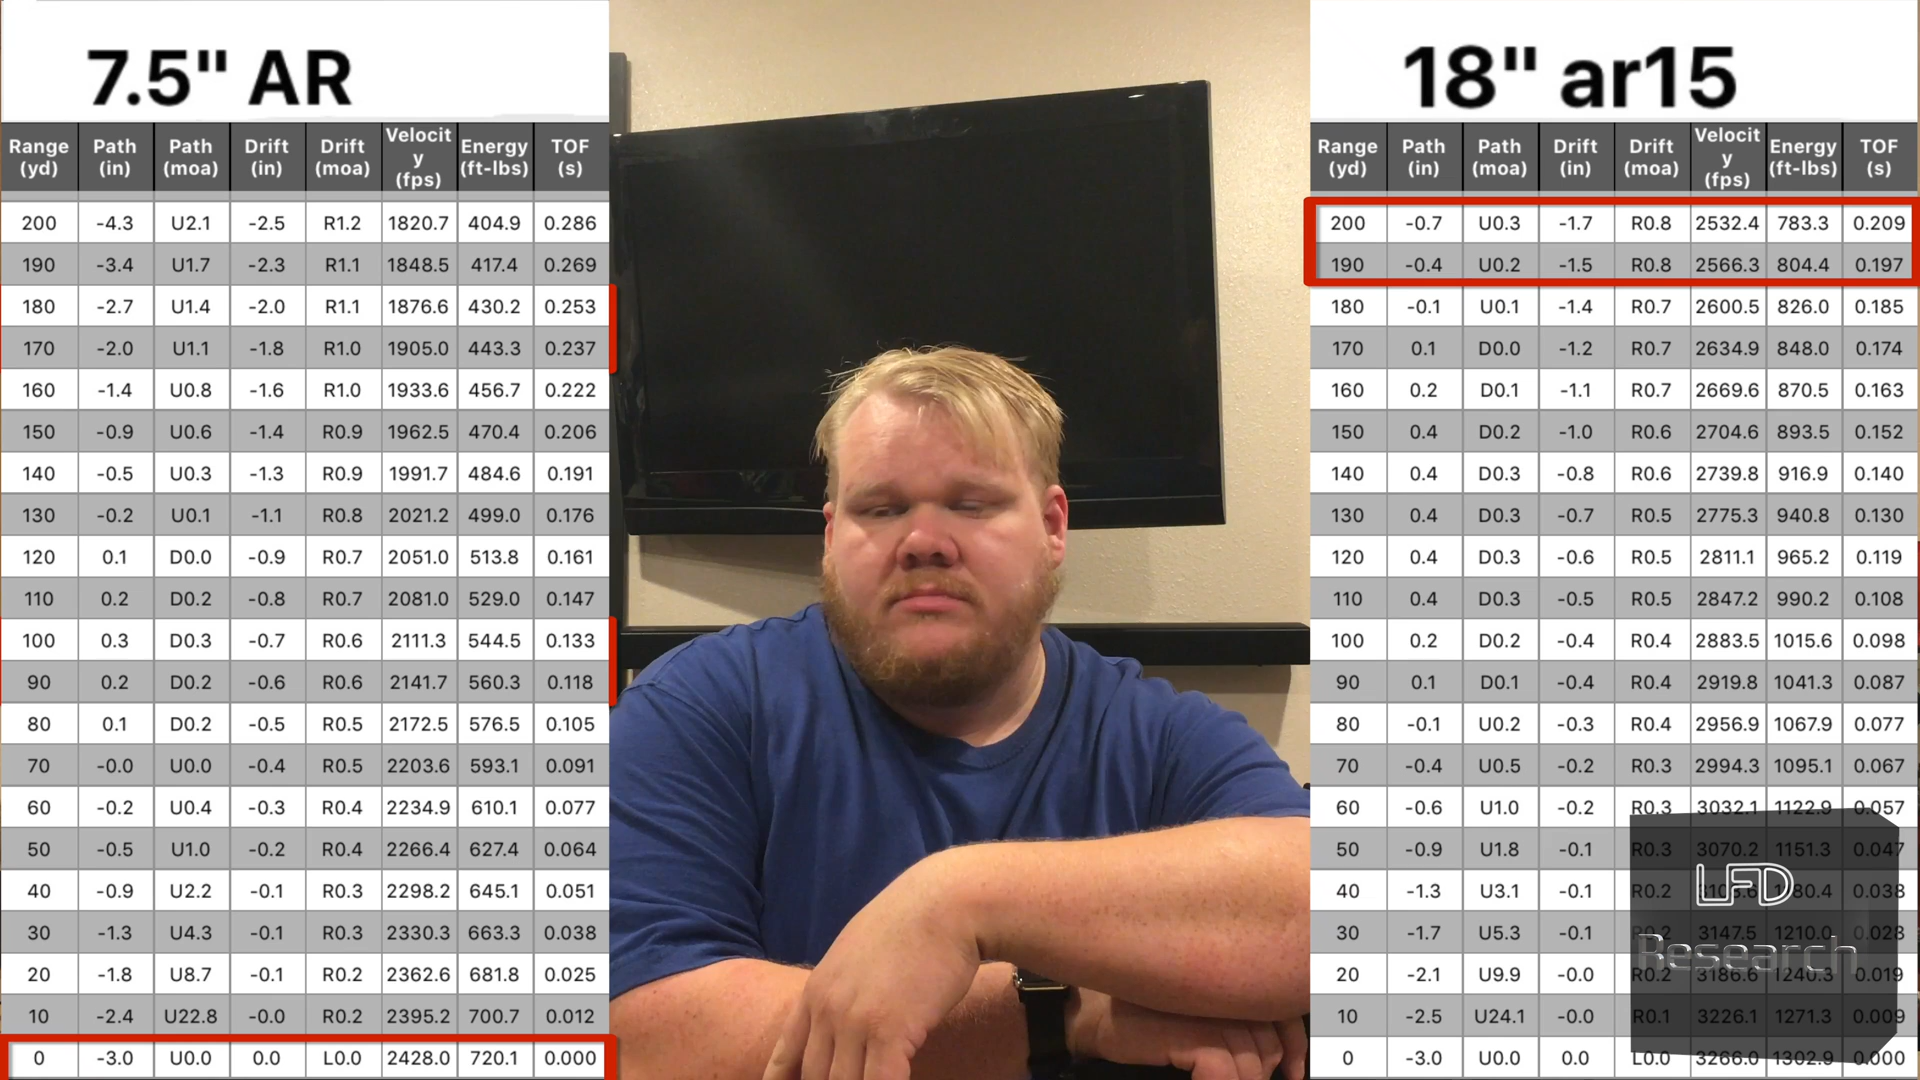 7.5" AR
Range (yd) Path (in) Path (moa) Drift (in) Drift (moa) Velocity (fps) Energy (ft-lbs) TOF (s)
200 -4.3 U2.1 -2.5 R1.2 1820.7 404.9 0.286
190 -3.4 U1.7 -2.3 R1.1 1848.5 417.4 0.269
180 -2.7 U1.4 -2.0 R1.1 1876.6 430.2 0.253
170 -2.0 U1.1 -1.8 R1.0 1905.0 443.3 0.237
160 -1.4 U0.8 -1.6 R1.0 1933.6 456.7 0.222
150 -0.9 U0.6 -1.4 R0.9 1962.5 470.4 0.206
140 -0.5 U0.3 -1.3 R0.9 1991.7 484.6 0.191
130 -0.2 U0.1 -1.1 R0.8 2021.2 499.0 0.176
120 0.1 D0.0 -0.9 R0.7 2051.0 513.8 0.161
110 0.2 D0.2 -0.8 R0.7 2081.0 529.0 0.147
100 0.3 D0.3 -0.7 R0.6 2111.3 544.5 0.133
90 0.2 D0.2 -0.6 R0.6 2141.7 560.3 0.118
80 0.1 D0.2 -0.5 R0.5 2172.5 576.5 0.105
70 -0.0 U0.0 -0.4 R0.5 2203.6 593.1 0.091
60 -0.2 U0.4 -0.3 R0.4 2234.9 610.1 0.077
50 -0.5 U1.0 -0.2 R0.4 2266.4 627.4 0.064
40 -0.9 U2.2 -0.1 R0.3 2298.2 645.1 0.051
30 -1.3 U4.3 -0.1 R0.3 2330.3 663.3 0.038
20 -1.8 U8.7 -0.1 R0.2 2362.6 681.8 0.025
10 -2.4 U22.8 -0.0 R0.2 2395.2 700.7 0.012
0 -3.0 U0.0 0.0 L0.0 2428.0 720.1 0.000
18" ar15
Range (yd) Path (in) Path (moa) Drift (in) Drift (moa) Velocity (fps) Energy (ft-lbs) TOF (s)
200 -0.7 U0.3 -1.7 R0.8 2532.4 783.3 0.209
190 -0.4 U0.2 -1.5 R0.8 2566.3 804.4 0.197
180 -0.1 U0.1 -1.4 R0.7 2600.5 826.0 0.185
170 0.1 D0.0 -1.2 R0.7 2634.9 848.0 0.174
160 0.2 D0.1 -1.1 R0.7 2669.6 870.5 0.163
150 0.4 D0.2 -1.0 R0.6 2704.6 893.5 0.152
140 0.4 D0.3 -0.8 R0.6 2739.8 916.9 0.140
130 0.4 D0.3 -0.7 R0.5 2775.3 940.8 0.130
120 0.4 D0.3 -0.6 R0.5 2811.1 965.2 0.119
110 0.4 D0.3 -0.5 R0.5 2847.2 990.2 0.108
100 0.2 D0.2 -0.4 R0.4 2883.5 1015.6 0.098
90 0.1 D0.1 -0.4 R0.4 2919.8 1041.3 0.087
80 -0.1 U0.2 -0.3 R0.4 2956.9 1067.9 0.077
70 -0.4 U0.5 -0.2 R0.3 2994.3 1095.1 0.067
60 -0.6 U1.0 -0.2 R0.3 3032.1 1122.9 0.057
50 -0.9 U1.8 -0.1 R0.3 3070.2 1151.3 0.047
40 -1.3 U3.1 -0.1 R0.2 0.038
30 -1.7 U5.3 -0.1 R0.2 3147.5 1210.0 0.028
20 -2.1 U9.9 -0.0 R0.2 3186.6 1240.3 0.019
10 -2.5 U24.1 -0.0 R0.1 3226.1 1271.3 0.009
0 -3.0 U0.0 0.0 L0.0 3266.0 1302.9 0.000
LFD
Research